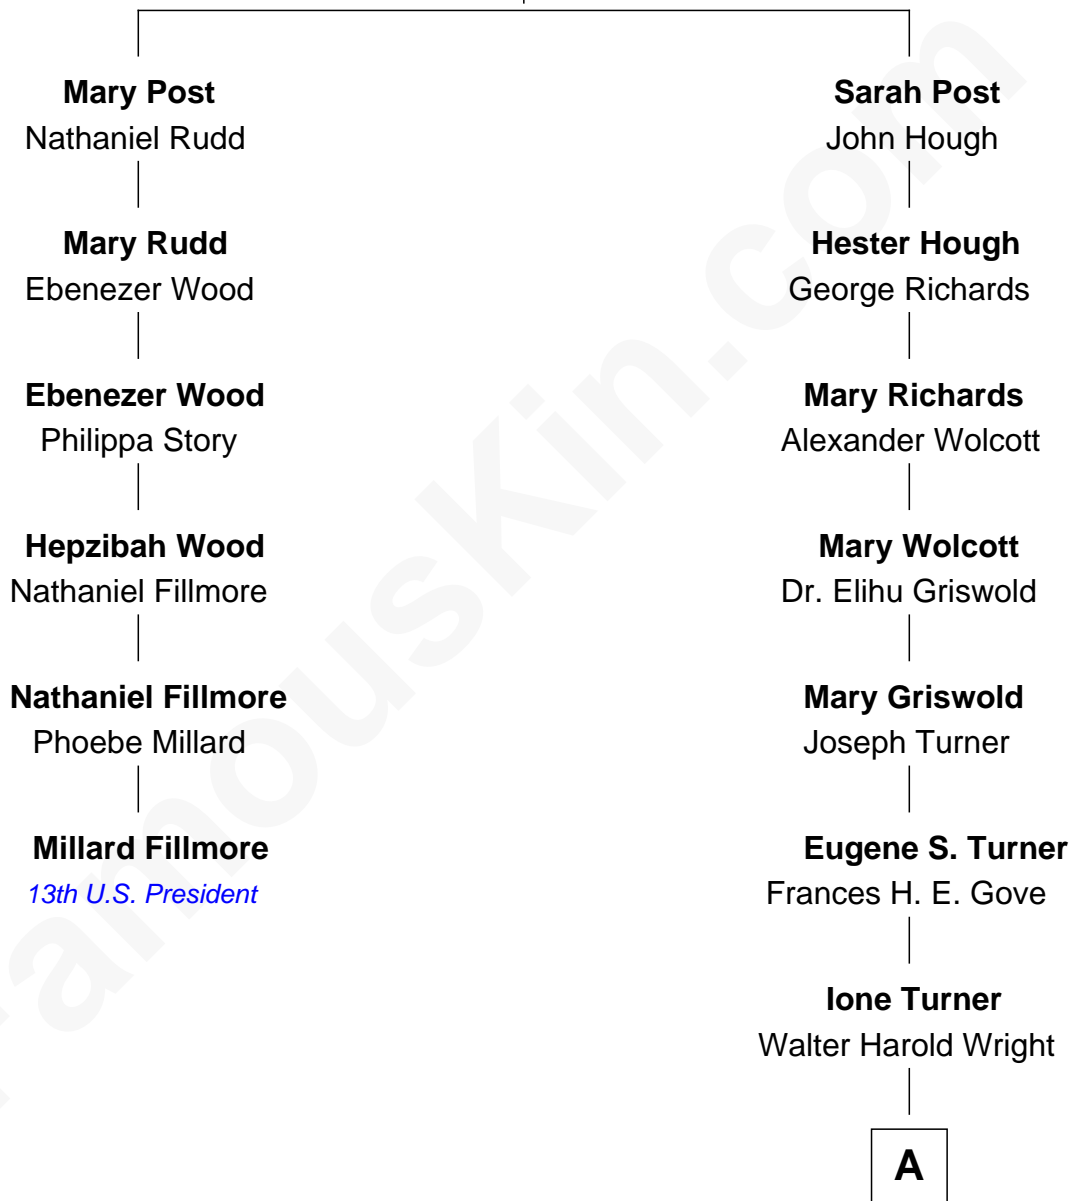 Mary Post
Nathaniel Rudd
Mary Rudd
Ebenezer Wood
Ebenezer Wood
Philippa Story
Hepzibah Wood
Nathaniel Fillmore
Nathaniel Fillmore
Phoebe Millard
Millard Fillmore
13th U.S. President
Sarah Post
John Hough
Hester Hough
George Richards
Mary Richards
Alexander Wolcott
Mary Wolcott
Dr. Elihu Griswold
Mary Griswold
Joseph Turner
Eugene S. Turner
Frances H. E. Gove
Ione Turner
Walter Harold Wright
A
FamousKin.com